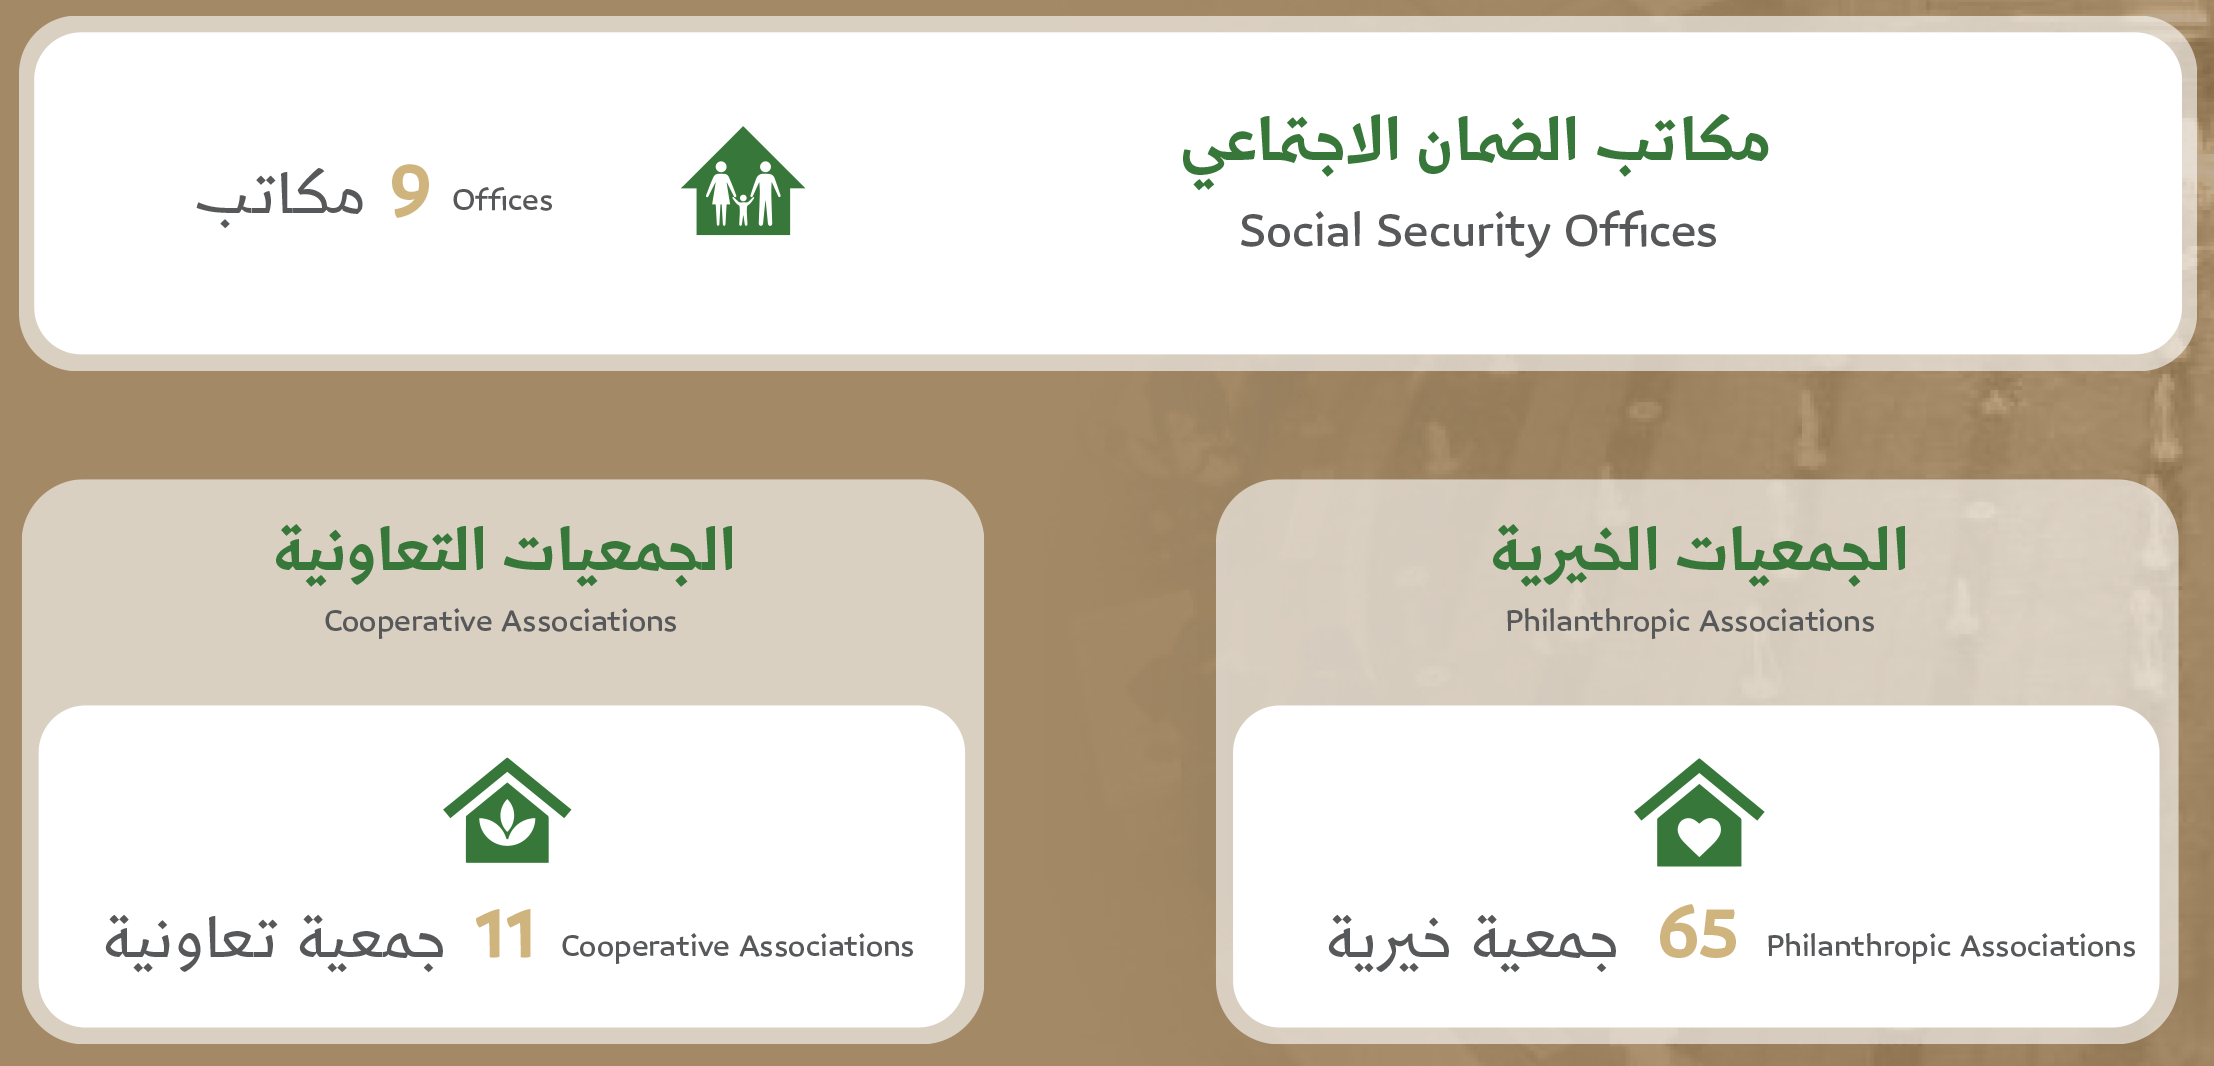 مكاتب الضمان الاجتماعي
Social Security Offices
Offices 9 مكاتب
الجمعيات الخيرية
Philanthropic Associations
Philanthropic Associations 65 جمعية خيرية
الجمعيات التعاونية
Cooperative Associations
Cooperative Associations 11 جمعية تعاونية